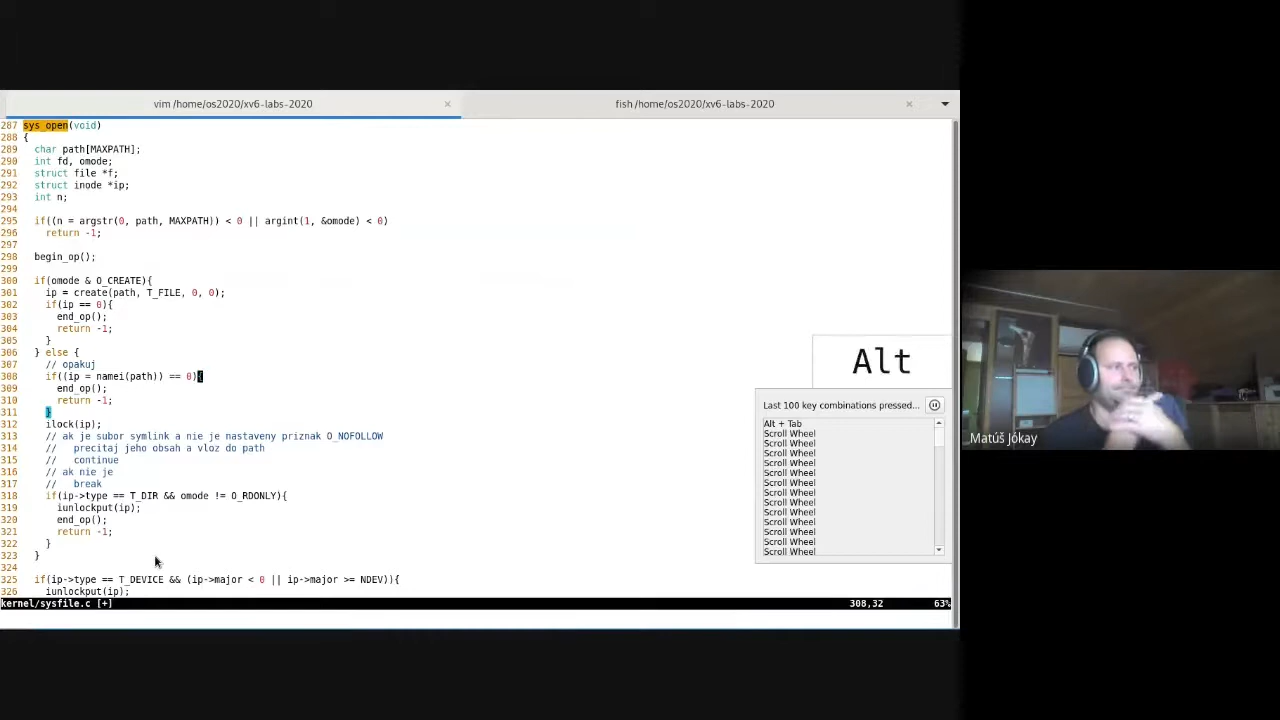 vim /home/os2020/xv6-labs-2020 ×
fish /home/os2020/xv6-labs-2020 ×
287 sys_open(void)
288 {
289   char path[MAXPATH];
290   int fd, omode;
291   struct file *f;
292   struct inode *ip;
293   int n;
294
295   if((n = argstr(0, path, MAXPATH)) < 0 || argint(1, &omode) < 0)
296     return -1;
297
298   begin_op();
299
300   if(omode & O_CREATE){
301     ip = create(path, T_FILE, 0, 0);
302     if(ip == 0){
303       end_op();
304       return -1;
305     }
306   } else {
307     // opakuj
308     if((ip = namei(path)) == 0){
309       end_op();
310       return -1;
311     }
312     ilock(ip);
313     // ak je subor symlink a nie je nastaveny priznak O_NOFOLLOW
314     //   precitaj jeho obsah a vloz do path
315     //   continue
316     // ak nie je
317     //   break
318     if(ip->type == T_DIR && omode != O_RDONLY){
319       iunlockput(ip);
320       end_op();
321       return -1;
322     }
323   }
324
325   if(ip->type == T_DEVICE && (ip->major < 0 || ip->major >= NDEV)){
326     iunlockput(ip);
kernel/sysfile.c [+] 308,32 63%
Alt
Last 100 key combinations pressed...
Alt + Tab
Scroll Wheel
Scroll Wheel
Scroll Wheel
Scroll Wheel
Scroll Wheel
Scroll Wheel
Scroll Wheel
Scroll Wheel
Scroll Wheel
Scroll Wheel
Scroll Wheel
Scroll Wheel
Scroll Wheel
Matúš Jókay